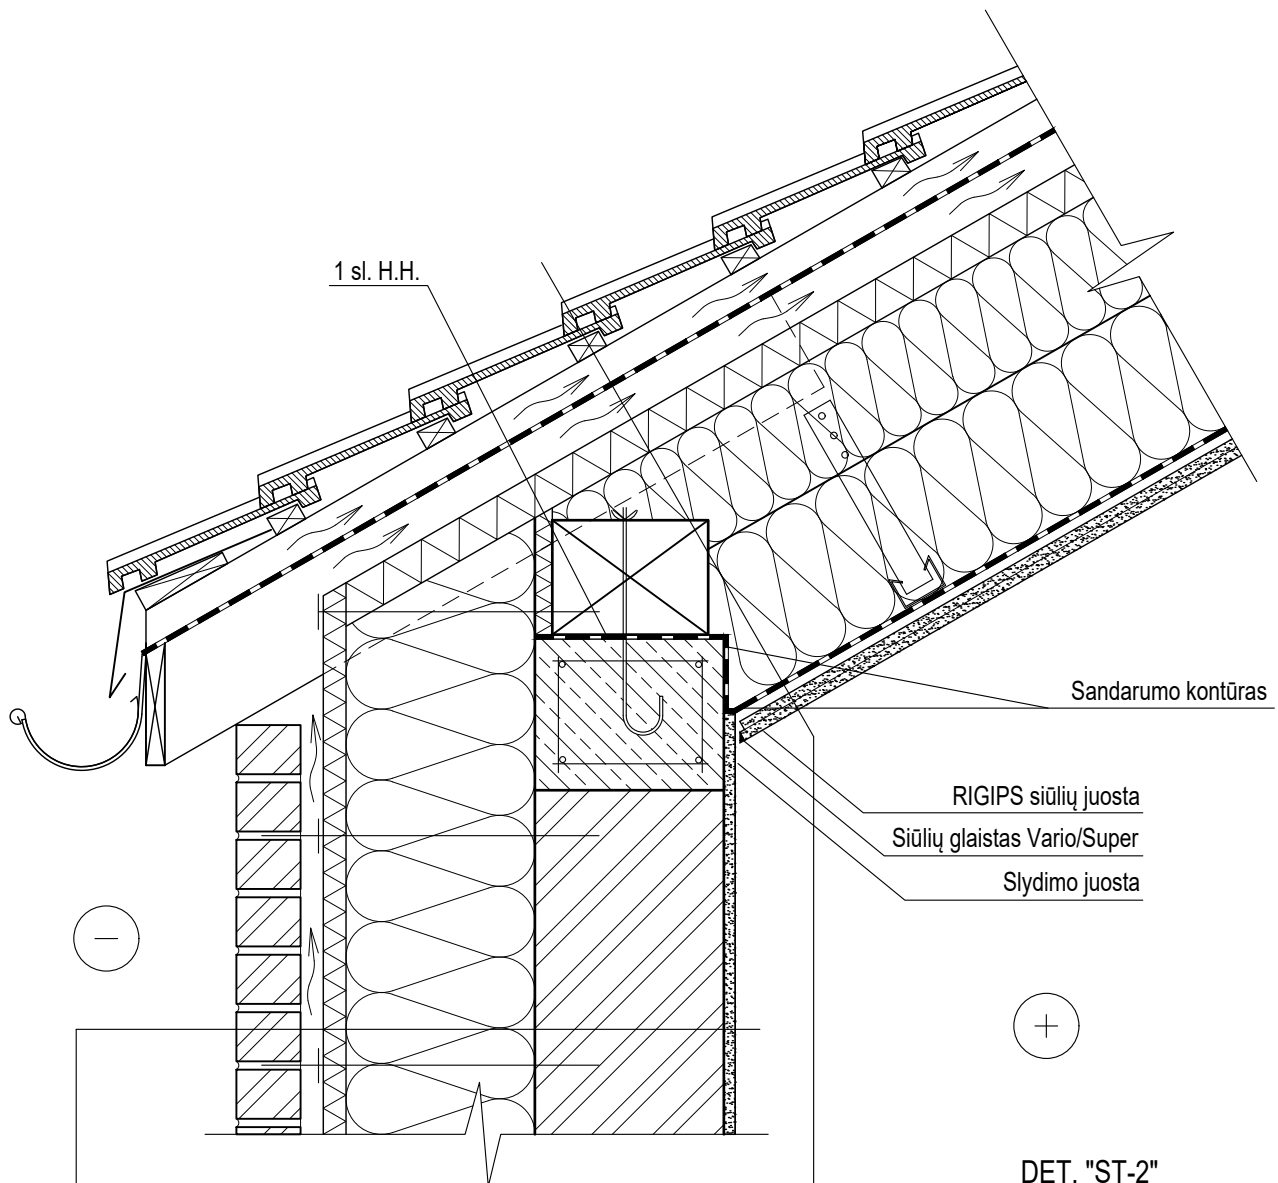 1 sl. H.H.
Sandarumo kontūras
RIGIPS siūlių juosta
Siūlių glaistas Vario/Super
Slydimo juosta
−
+
DET. "ST-2"